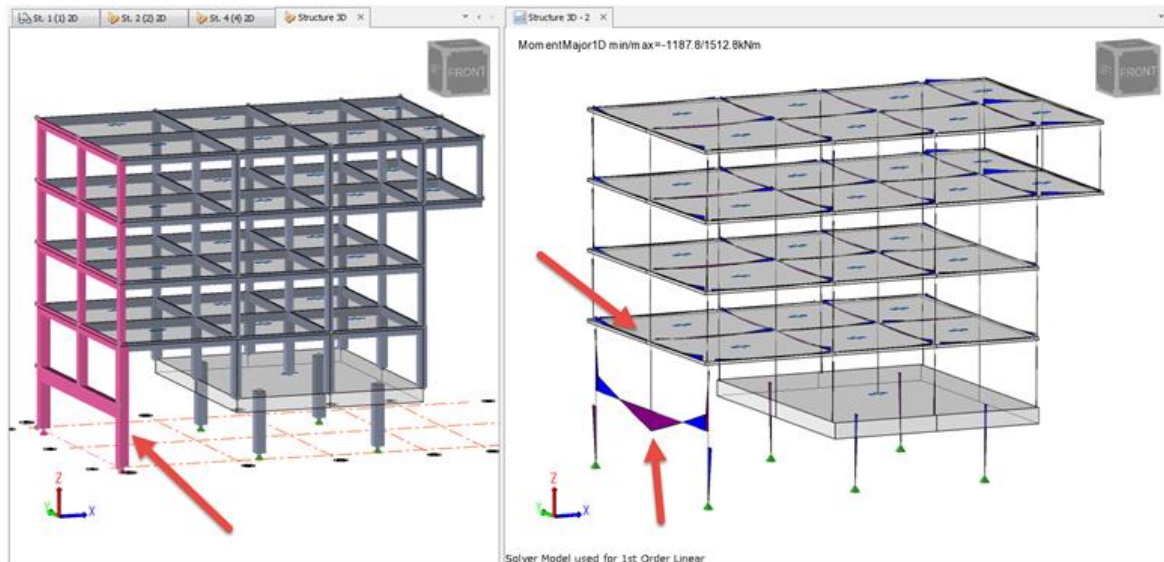 St. 1 (1) 2D
St. 2 (2) 2D
St. 4 (4) 2D
Structure 3D
FRONT
Z
Y
X
Structure 3D - 2
MomentMajor1D min/max=-1187.8/1512.8kNm
FRONT
Z
Y
X
Solver Model used for 1st Order Linear